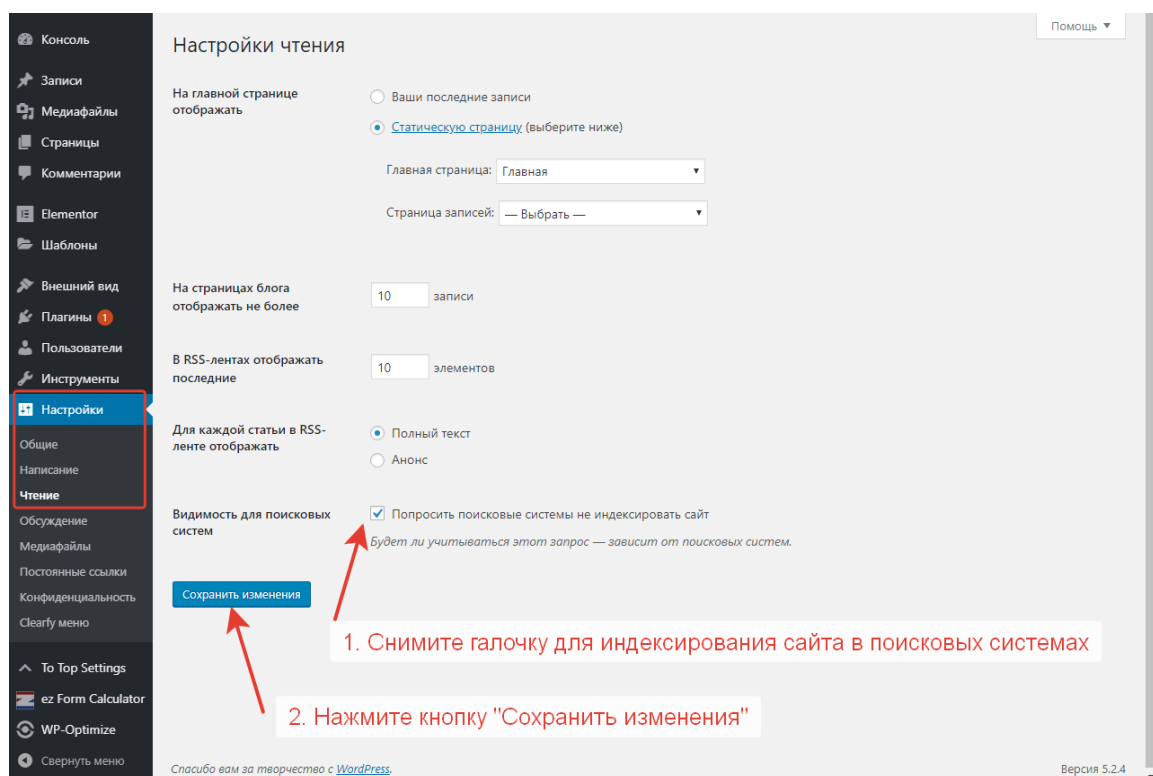 Консоль
Записи
Медиафайлы
Страницы
Комментарии
Elementor
Шаблоны
Внешний вид
Плагины 1
Пользователи
Инструменты
Настройки
Общие
Написание
Чтение
Обсуждение
Медиафайлы
Постоянные ссылки
Конфиденциальность
Clearfy меню
To Top Settings
ez Form Calculator
WP-Optimize
Свернуть меню
Помощь
Настройки чтения
На главной странице
отображать
Ваши последние записи
Статическую страницу (выберите ниже)
Главная страница: Главная
Страница записей: — Выбрать —
На страницах блога
отображать не более
10 записи
В RSS-лентах отображать
последние
10 элементов
Для каждой статьи в RSS-
ленте отображать
Полный текст
Анонс
Видимость для поисковых
систем
Попросить поисковые системы не индексировать сайт
Будет ли учитываться этот запрос — зависит от поисковых систем.
Сохранить изменения
1. Снимите галочку для индексирования сайта в поисковых системах
2. Нажмите кнопку "Сохранить изменения"
Спасибо вам за творчество с WordPress.
Версия 5.2.4